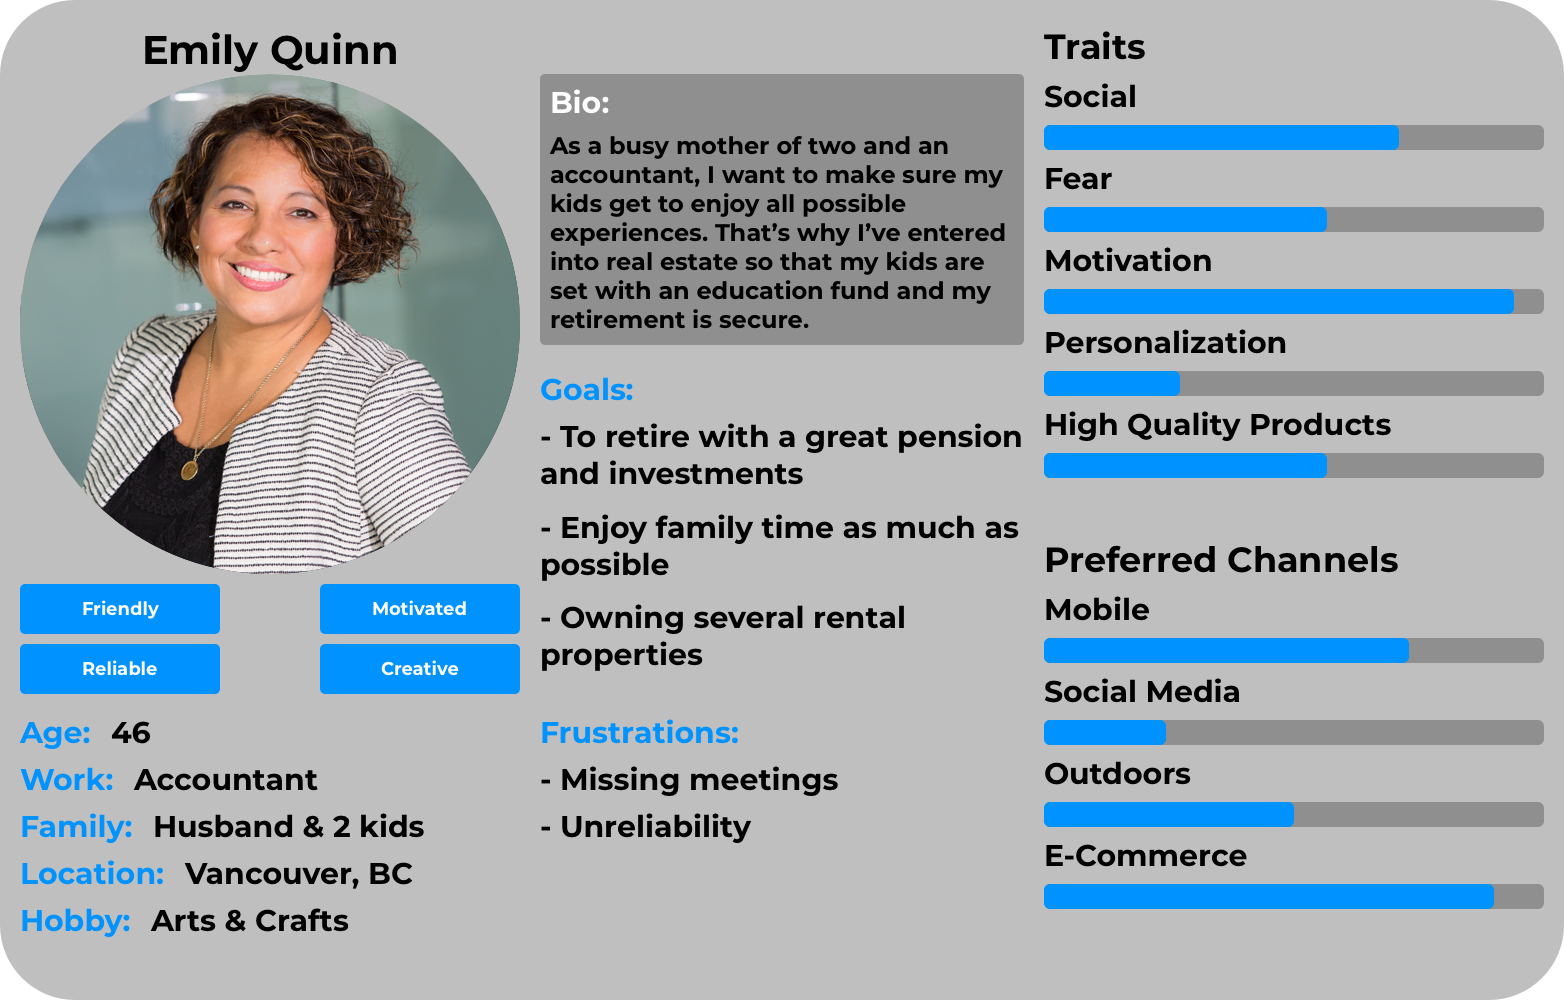 Emily Quinn
Friendly
Motivated
Reliable
Creative
Age: 46
Work: Accountant
Family: Husband & 2 kids
Location: Vancouver, BC
Hobby: Arts & Crafts
Bio:
As a busy mother of two and an
accountant, I want to make sure my
kids get to enjoy all possible
experiences. That’s why I’ve entered
into real estate so that my kids are
set with an education fund and my
retirement is secure.
Goals:
- To retire with a great pension
and investments
- Enjoy family time as much as
possible
- Owning several rental
properties
Frustrations:
- Missing meetings
- Unreliability
Traits
Social
Fear
Motivation
Personalization
High Quality Products
Preferred Channels
Mobile
Social Media
Outdoors
E-Commerce